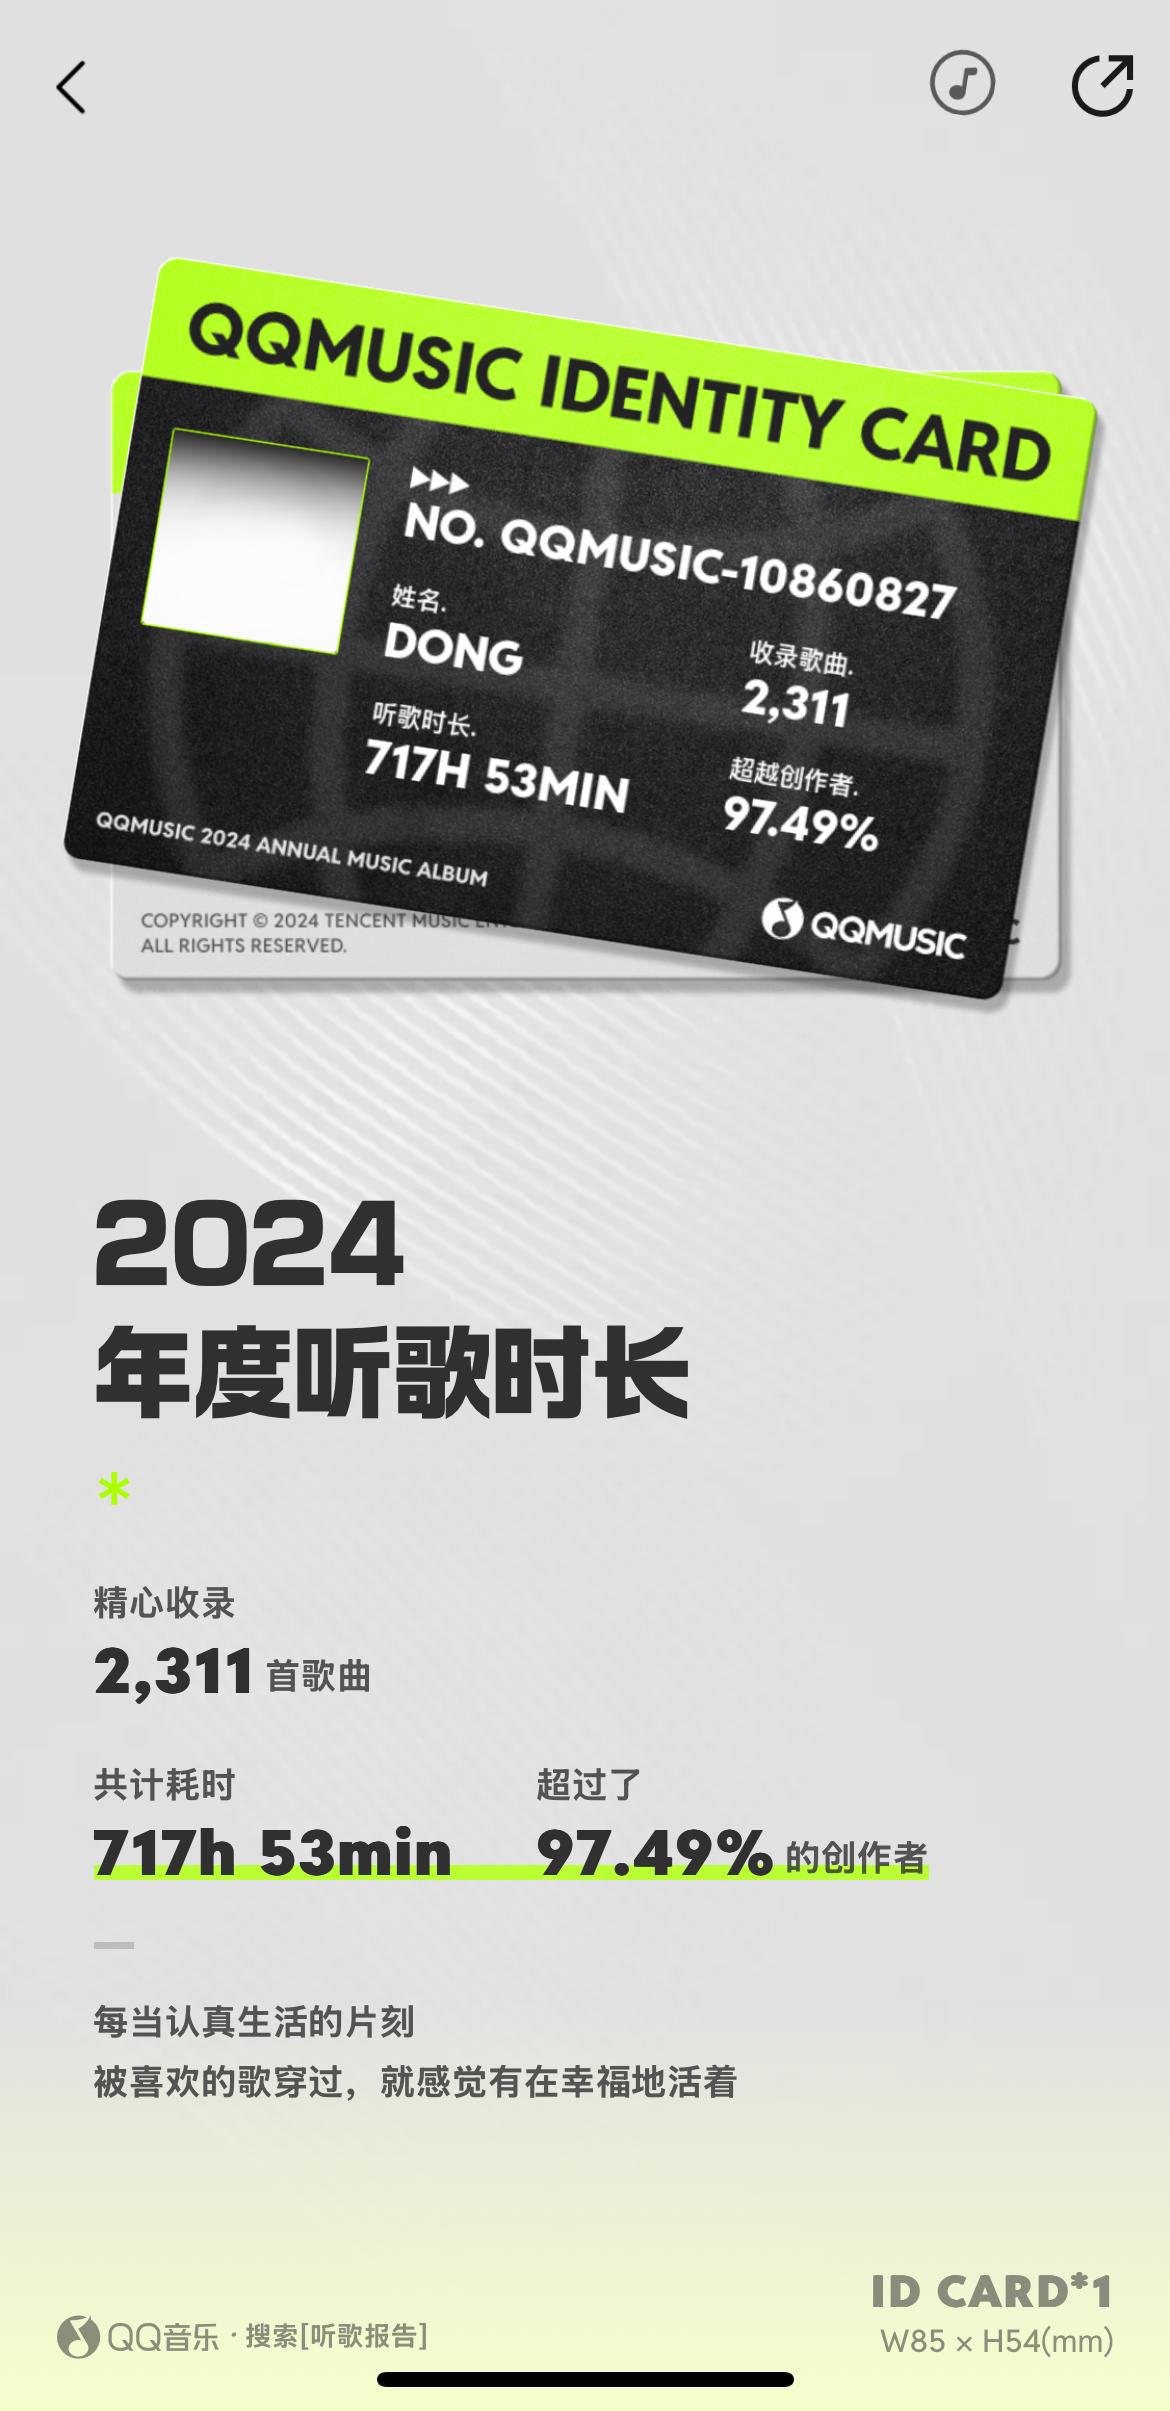 QQMUSIC IDENTITY CARD
NO. QQMUSIC-10860827
姓名.
DONG
收录歌曲.
2,311
听歌时长.
717H 53MIN
超越创作者.
97.49%
QQMUSIC 2024 ANNUAL MUSIC ALBUM
QQMUSIC
COPYRIGHT © 2024 TENCENT MUSIC
ALL RIGHTS RESERVED.
2024
年度听歌时长
*
精心收录
2,311 首歌曲
共计耗时 超过了
717h 53min 97.49% 的创作者
每当认真生活的片刻
被喜欢的歌穿过，就感觉有在幸福地活着
ID CARD*1
QQ音乐 · 搜索[听歌报告]
W85 × H54(mm)